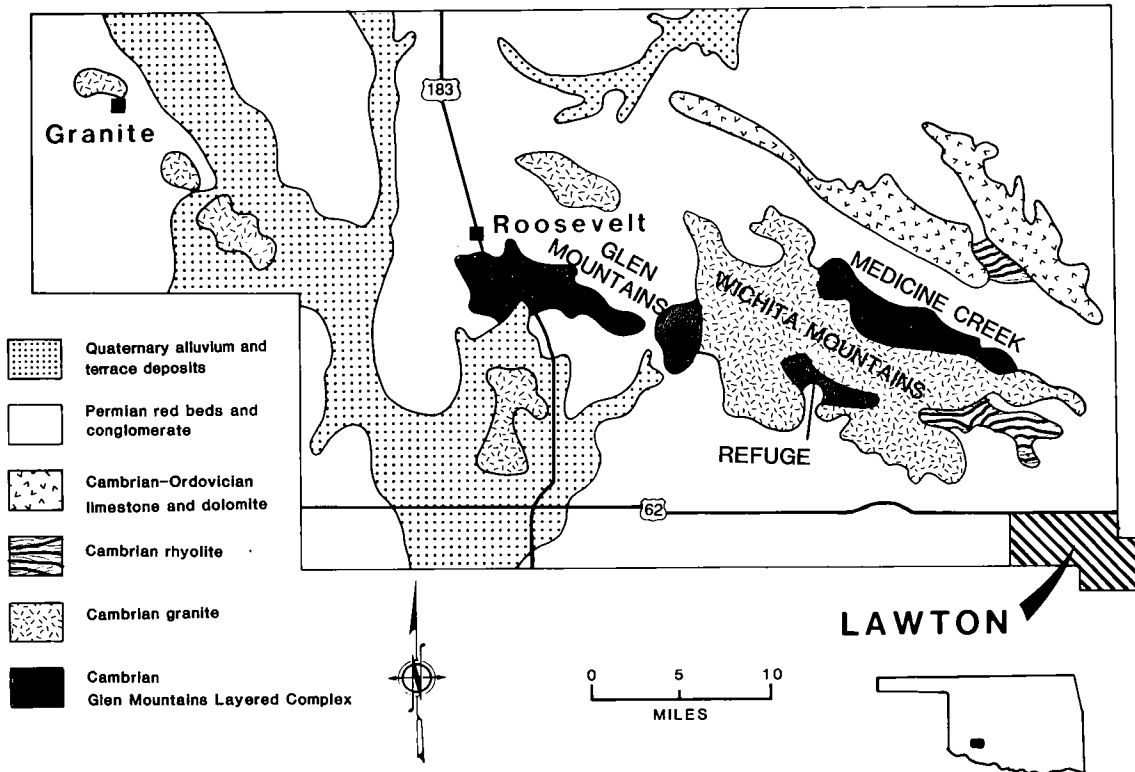 183
Granite
Roosevelt
GLEN
MOUNTAINS
WICHITA MOUNTAINS
MEDICINE CREEK
REFUGE
62
LAWTON
Quaternary alluvium and
terrace deposits
Permian red beds and
conglomerate
Cambrian-Ordovician
limestone and dolomite
Cambrian rhyolite
Cambrian granite
Cambrian
Glen Mountains Layered Complex
N
0 5 10
MILES